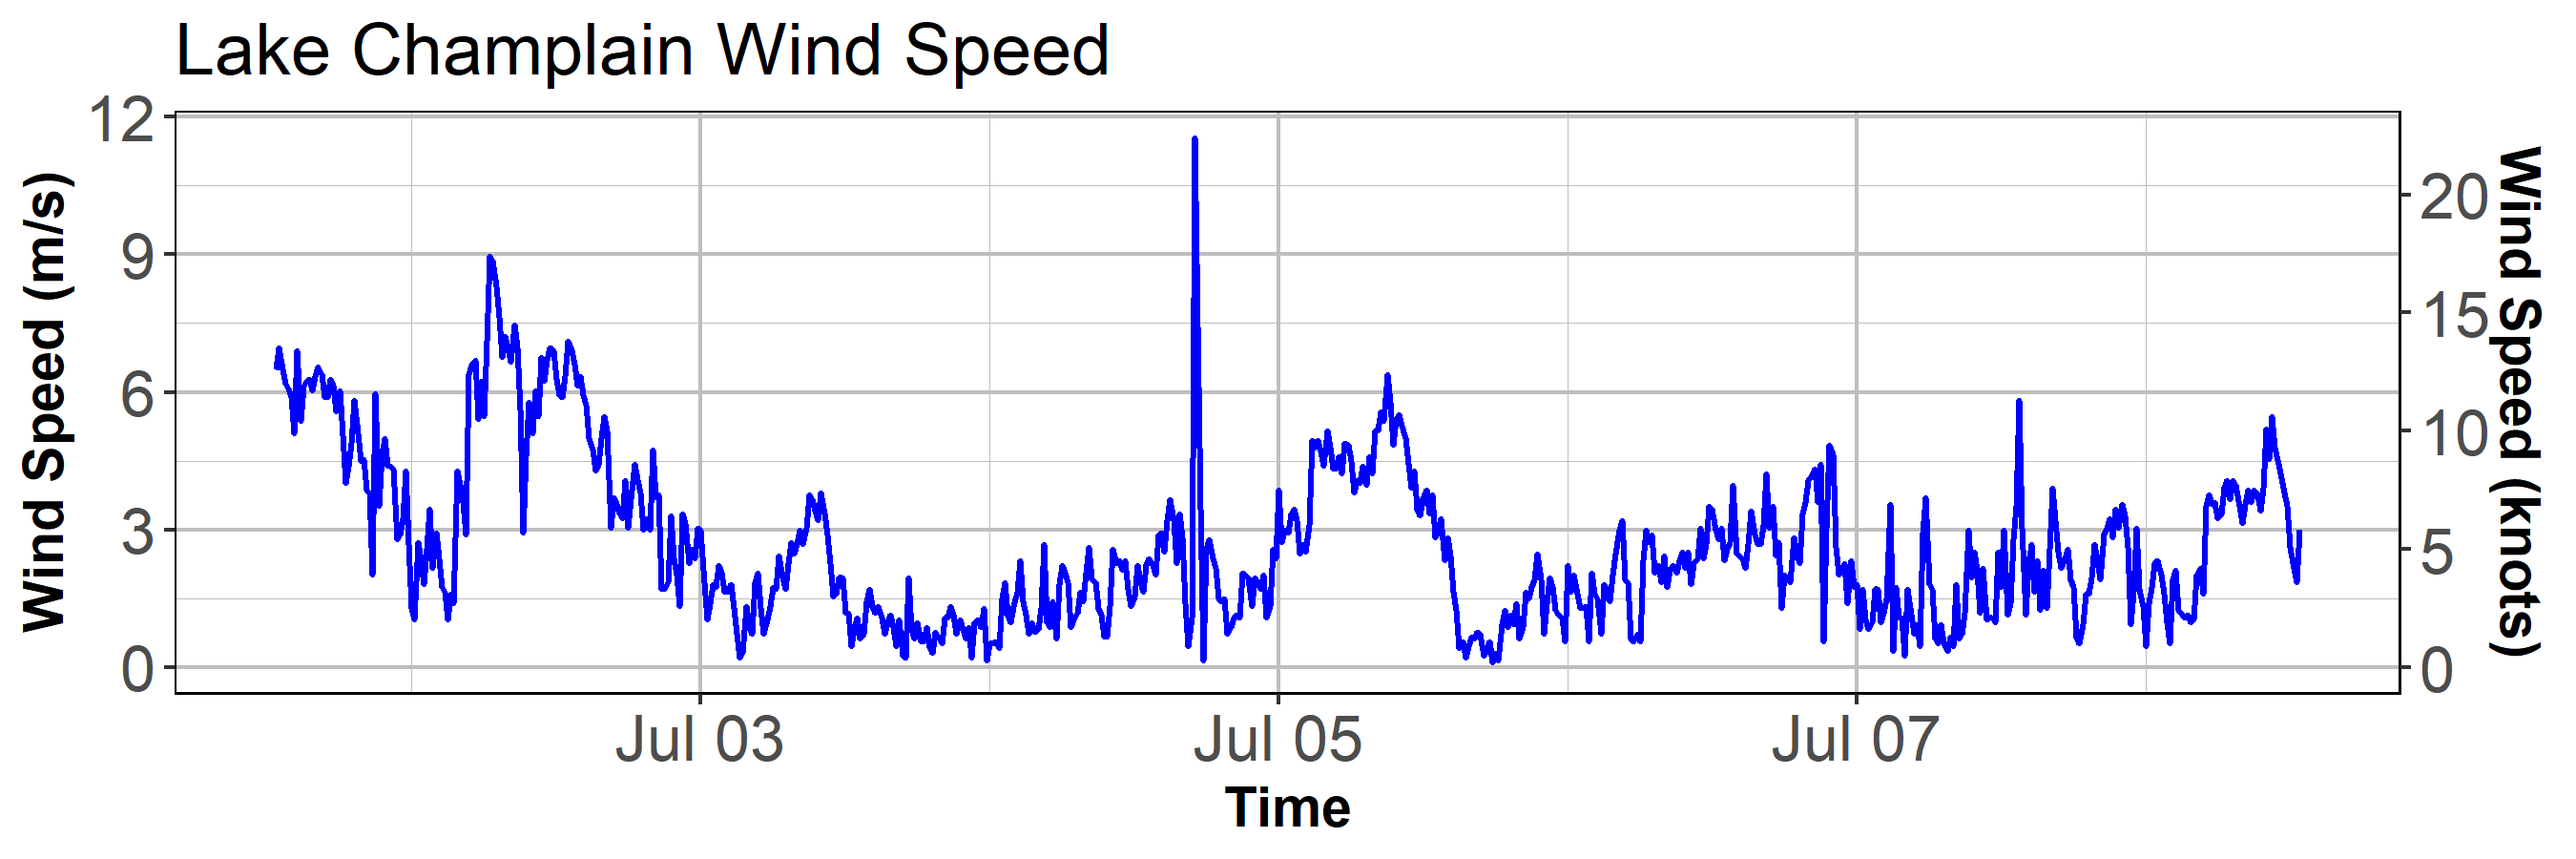 Lake Champlain Wind Speed
Wind Speed (m/s)
12
9
6
3
0
20
15
10
5
0
Wind Speed (knots)
Jul 03 Jul 05 Jul 07
Time